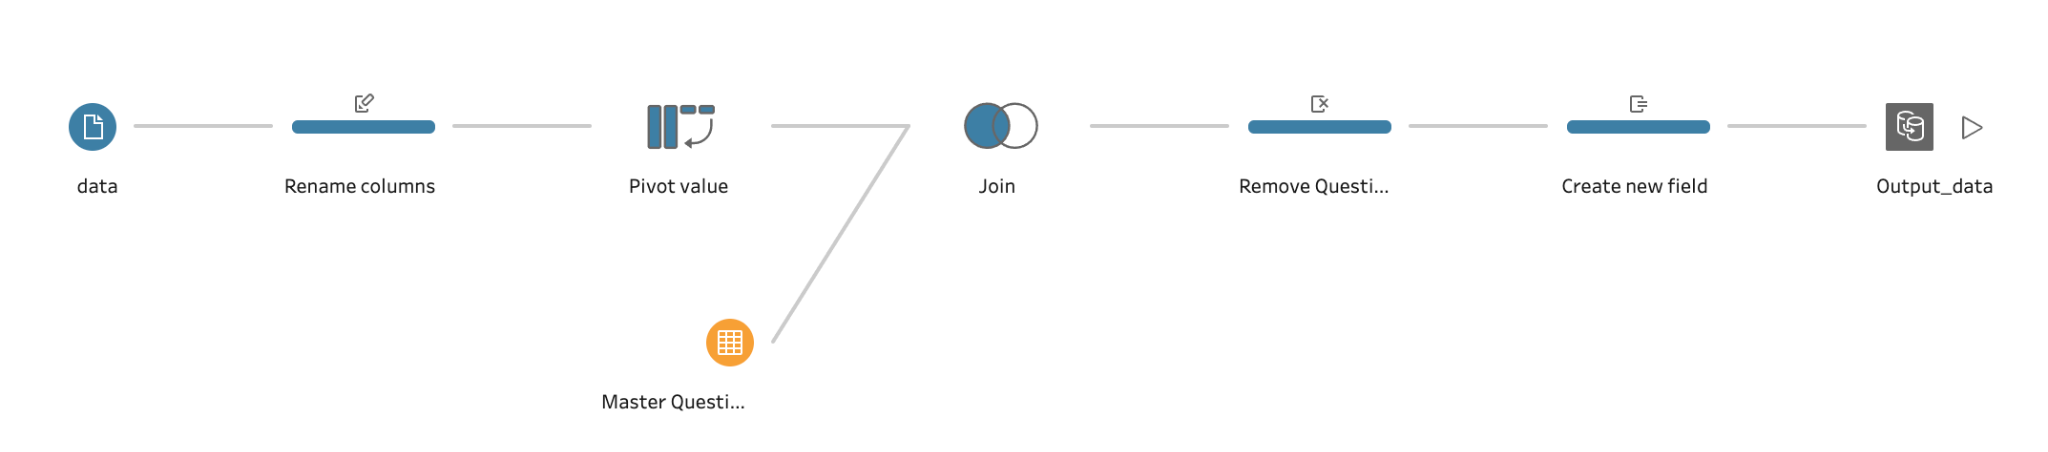 data
Rename columns
Pivot value
Join
Remove Questi...
Create new field
Output_data
Master Questi...